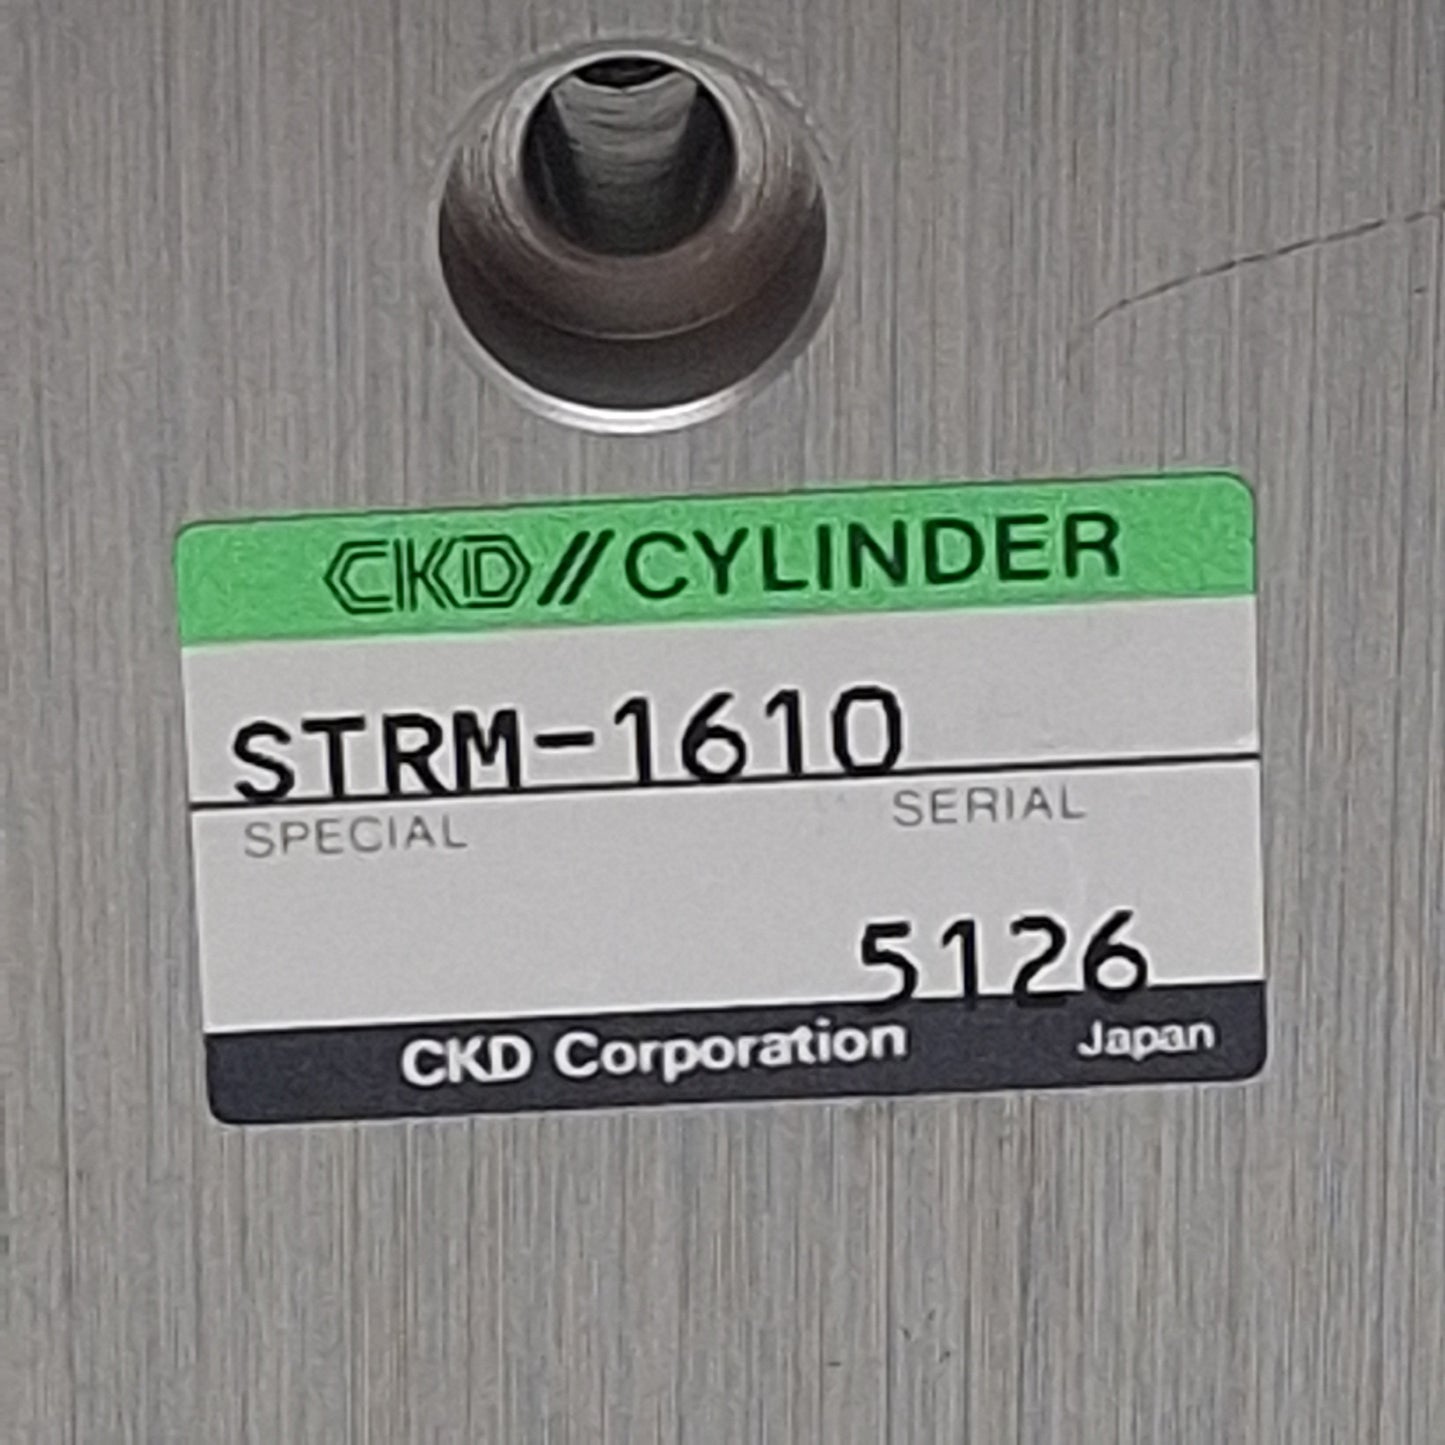 CKD//CYLINDER
STRM-1610
SPECIAL SERIAL
5126
CKD Corporation Japan